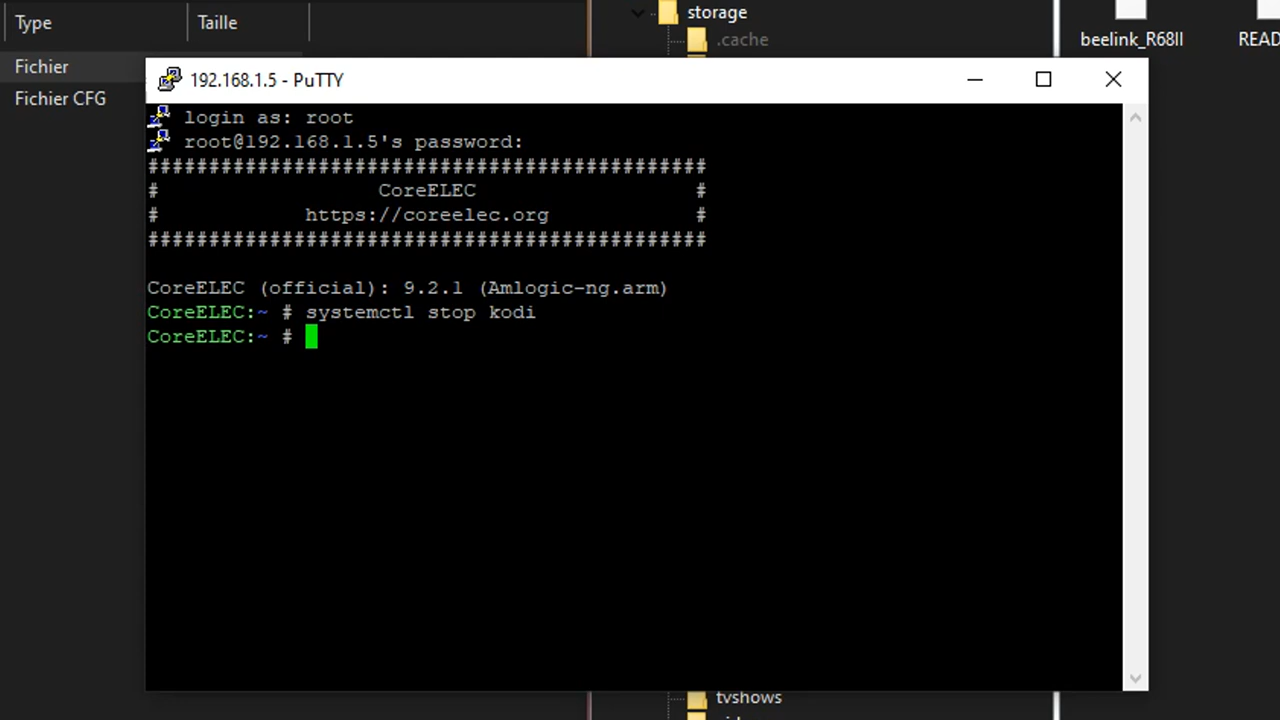 Type Taille
Fichier
Fichier CFG
storage
.cache
beelink_R68II
READ
192.168.1.5 - PuTTY
login as: root
root@192.168.1.5's password:
##############################################
# CoreELEC #
# https://coreelec.org #
##############################################
CoreELEC (official): 9.2.1 (Amlogic-ng.arm)
CoreELEC:~ # systemctl stop kodi
CoreELEC:~ #
tvshows